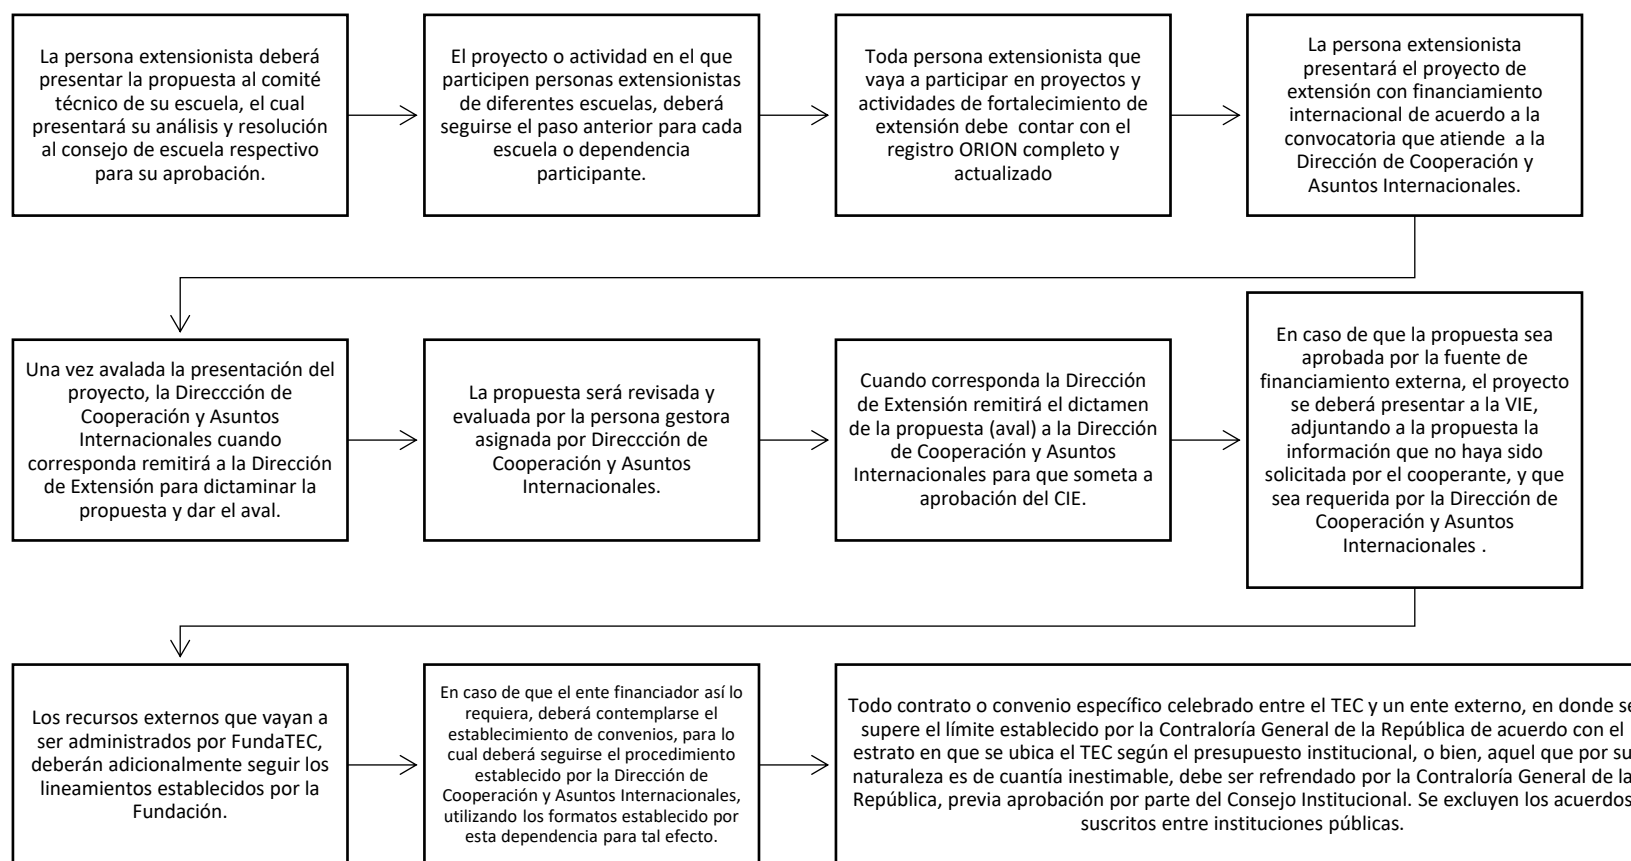 La persona extensionista deberá
presentar la propuesta al comité
técnico de su escuela, el cual
presentará su análisis y resolución
al consejo de escuela respectivo
para su aprobación.
El proyecto o actividad en el que
participen personas extensionistas
de diferentes escuelas, deberá
seguirse el paso anterior para cada
escuela o dependencia
participante.
Toda persona extensionista que
vaya a participar en proyectos y
actividades de fortalecimiento de
extensión debe  contar con el
registro ORION completo y
actualizado
La persona extensionista
presentará el proyecto de
extensión con financiamiento
internacional de acuerdo a la
convocatoria que atiende  a la
Dirección de Cooperación y
Asuntos Internacionales.
Una vez avalada la presentación del
proyecto, la Direccción de
Cooperación y Asuntos
Internacionales cuando
corresponda remitirá a la Dirección
de Extensión para dictaminar la
propuesta y dar el aval.
La propuesta será revisada y
evaluada por la persona gestora
asignada por Direccción de
Cooperación y Asuntos
Internacionales.
Cuando corresponda la Dirección
de Extensión remitirá el dictamen
de la propuesta (aval) a la Dirección
de Cooperación y Asuntos
Internacionales para que someta a
aprobación del CIE.
En caso de que la propuesta sea
aprobada por la fuente de
financiamiento externa, el proyecto
se deberá presentar a la VIE,
adjuntando a la propuesta la
información que no haya sido
solicitada por el cooperante, y que
sea requerida por la Dirección de
Cooperación y Asuntos
Internacionales .
Los recursos externos que vayan a
ser administrados por FundaTEC,
deberán adicionalmente seguir los
lineamientos establecidos por la
Fundación.
En caso de que el ente financiador así lo
requiera, deberá contemplarse el
establecimiento de convenios, para lo
cual deberá seguirse el procedimiento
establecido por la Dirección de
Cooperación y Asuntos Internacionales,
utilizando los formatos establecido por
esta dependencia para tal efecto.
Todo contrato o convenio específico celebrado entre el TEC y un ente externo, en donde se
supere el límite establecido por la Contraloría General de la República de acuerdo con el
estrato en que se ubica el TEC según el presupuesto institucional, o bien, aquel que por su
naturaleza es de cuantía inestimable, debe ser refrendado por la Contraloría General de la
República, previa aprobación por parte del Consejo Institucional. Se excluyen los acuerdos
suscritos entre instituciones públicas.